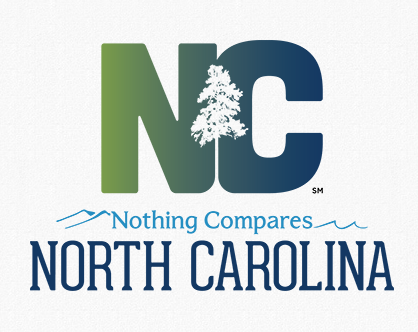 NC
SM
Nothing Compares
NORTH CAROLINA